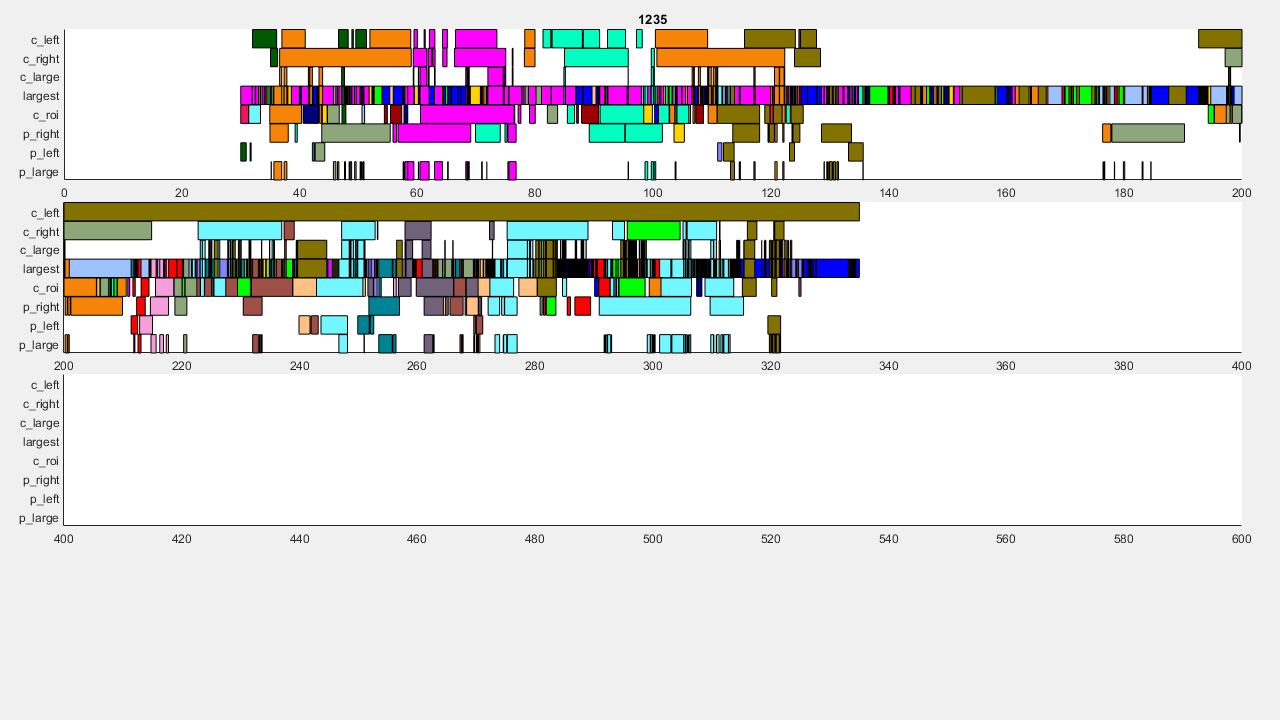 1235
c_left
c_right
c_large
largest
c_roi
p_right
p_left
p_large
0 20 40 60 80 100 120 140 160 180 200
c_left
c_right
c_large
largest
c_roi
p_right
p_left
p_large
200 220 240 260 280 300 320 340 360 380 400
c_left
c_right
c_large
largest
c_roi
p_right
p_left
p_large
400 420 440 460 480 500 520 540 560 580 600